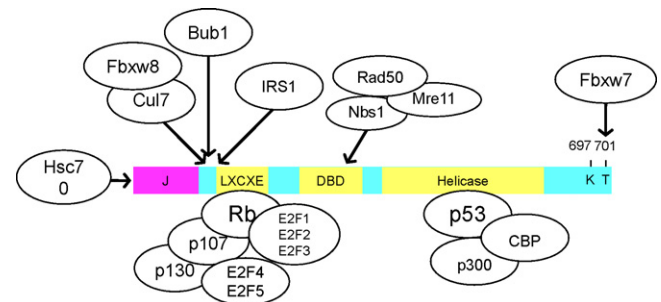 Bub1
Fbxw8
Cul7
IRS1
Rad50
Nbs1
Mre11
Fbxw7
697 701
Hsc7
0
J
LXCXE
DBD
Helicase
K T
Rb
p107
p130
E2F1
E2F2
E2F3
E2F4
E2F5
p53
CBP
p300